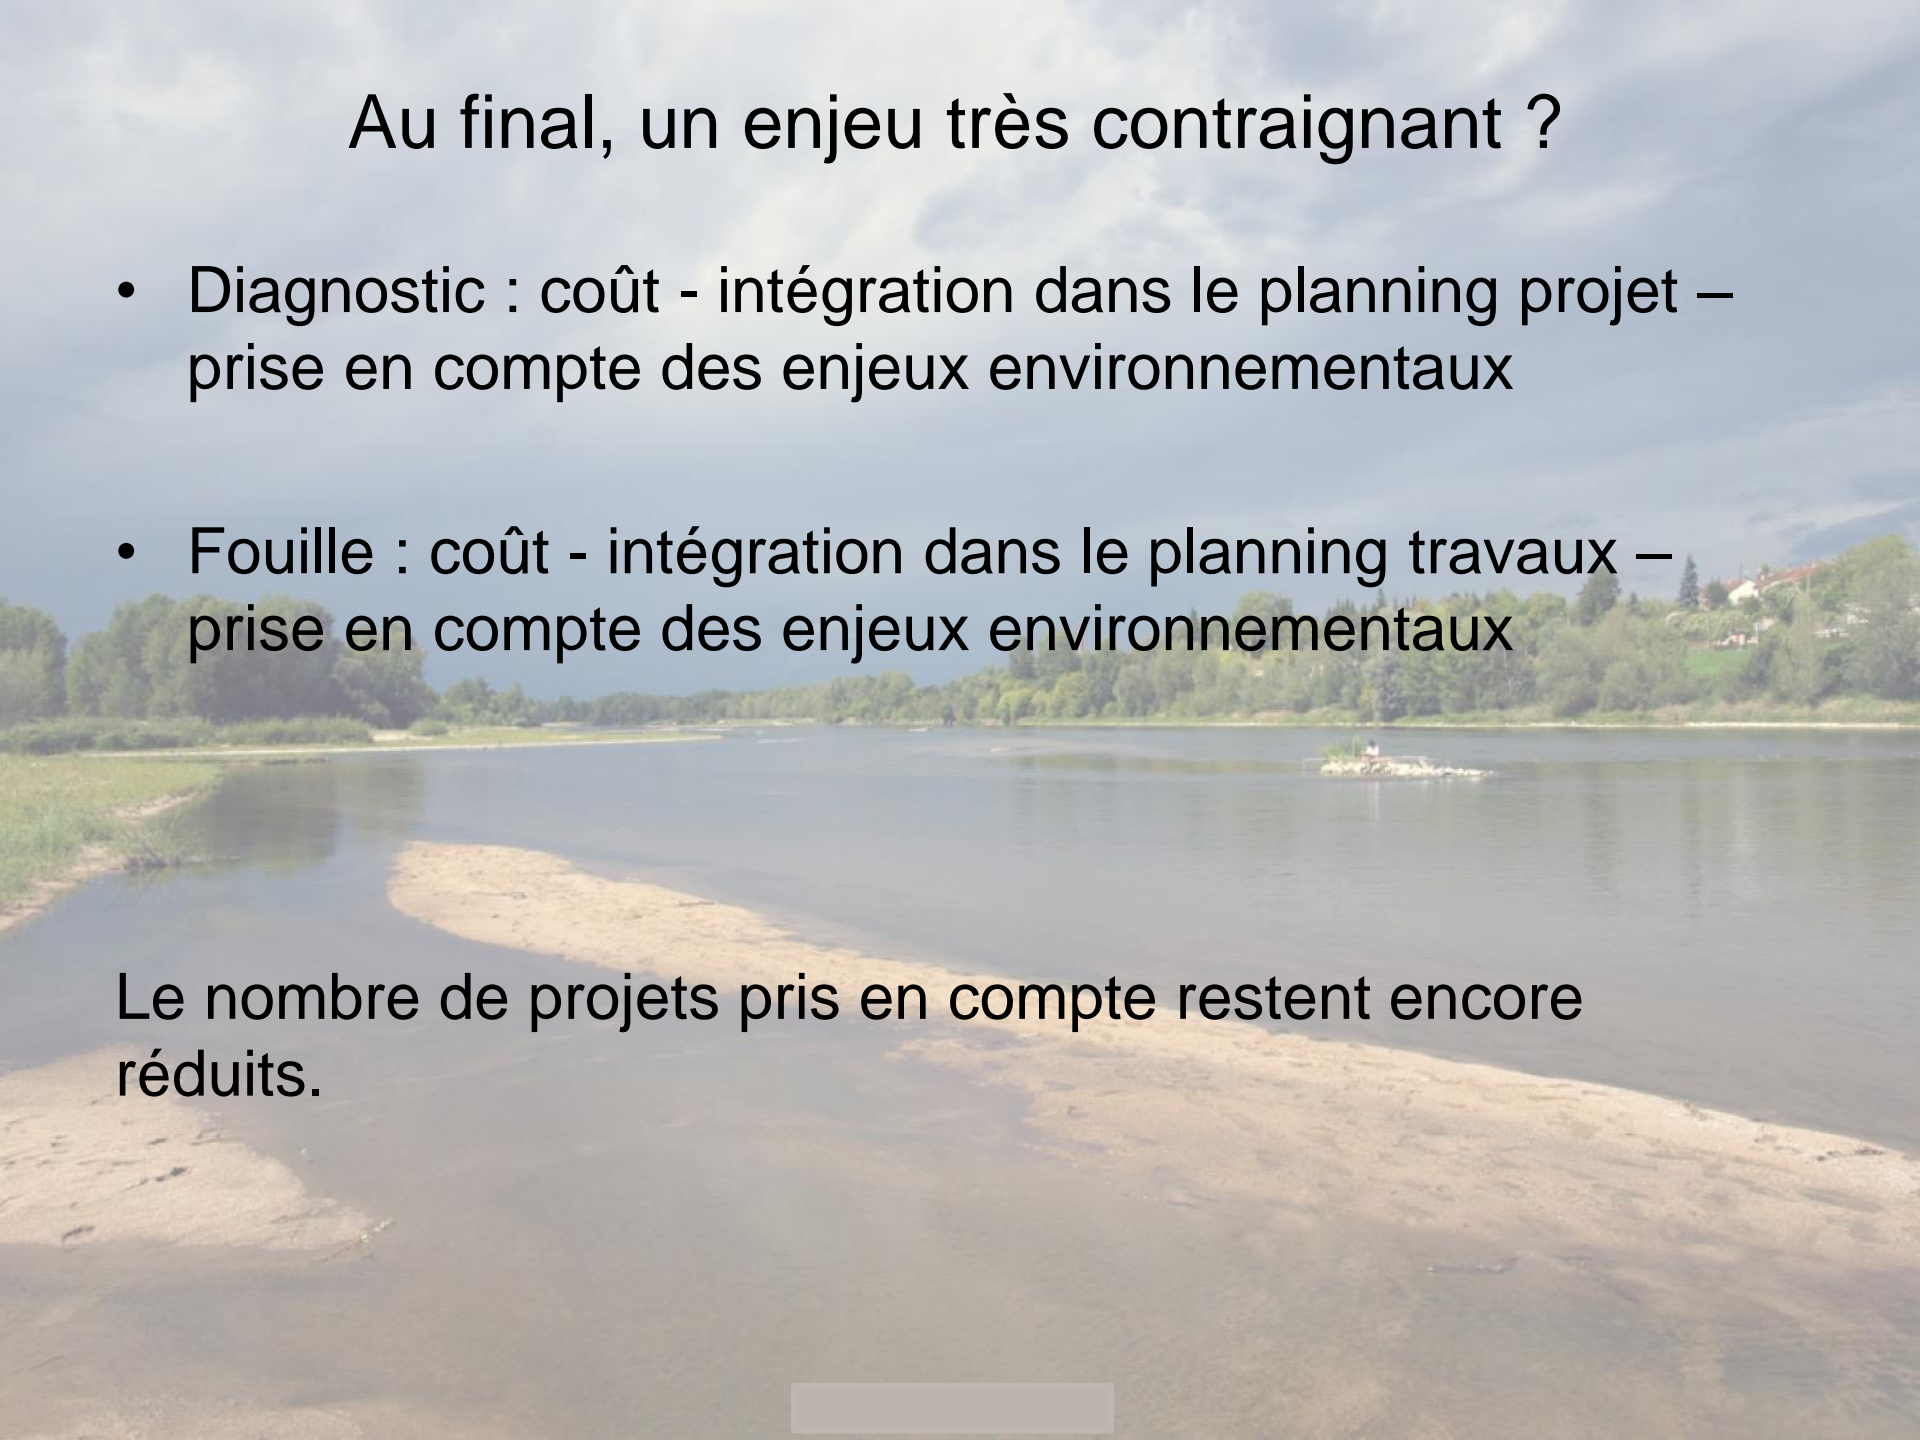 Au final, un enjeu très contraignant ?
• Diagnostic : coût - intégration dans le planning projet –
prise en compte des enjeux environnementaux
• Fouille : coût - intégration dans le planning travaux –
prise en compte des enjeux environnementaux
Le nombre de projets pris en compte restent encore
réduits.